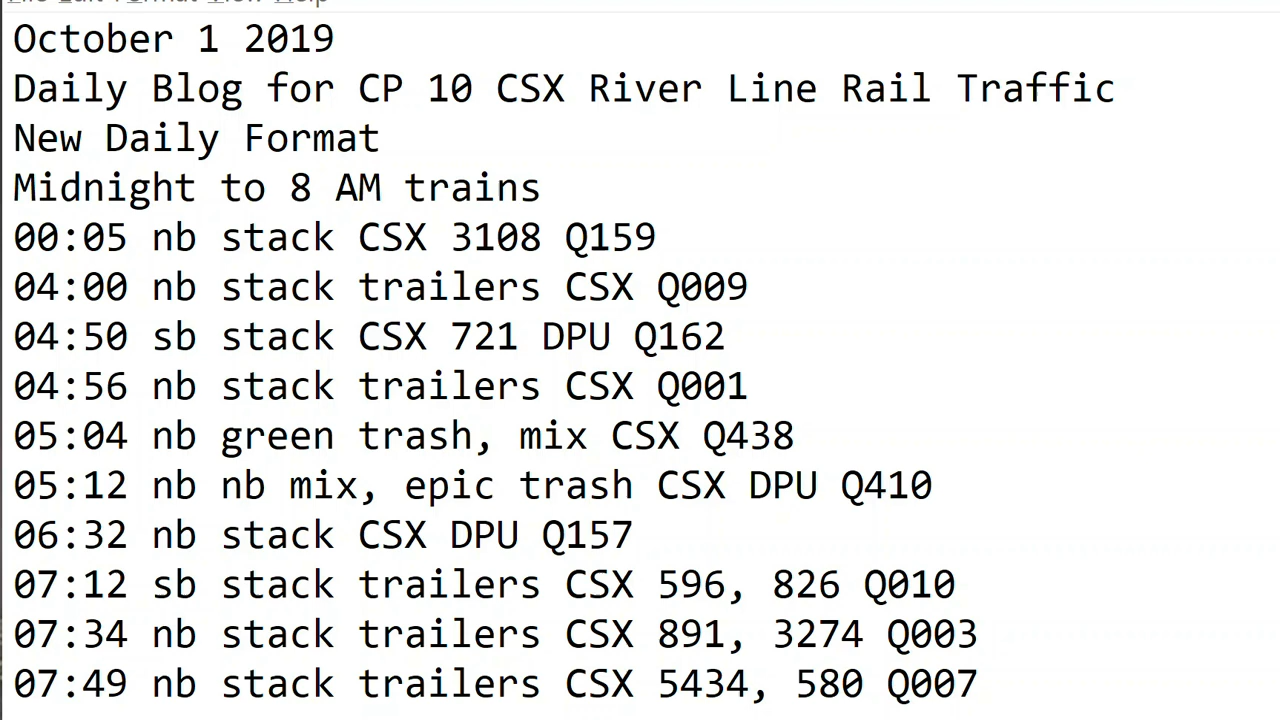 File Edit Format View Help
October 1 2019
Daily Blog for CP 10 CSX River Line Rail Traffic
New Daily Format
Midnight to 8 AM trains
00:05 nb stack CSX 3108 Q159
04:00 nb stack trailers CSX Q009
04:50 sb stack CSX 721 DPU Q162
04:56 nb stack trailers CSX Q001
05:04 nb green trash, mix CSX Q438
05:12 nb nb mix, epic trash CSX DPU Q410
06:32 nb stack CSX DPU Q157
07:12 sb stack trailers CSX 596, 826 Q010
07:34 nb stack trailers CSX 891, 3274 Q003
07:49 nb stack trailers CSX 5434, 580 Q007